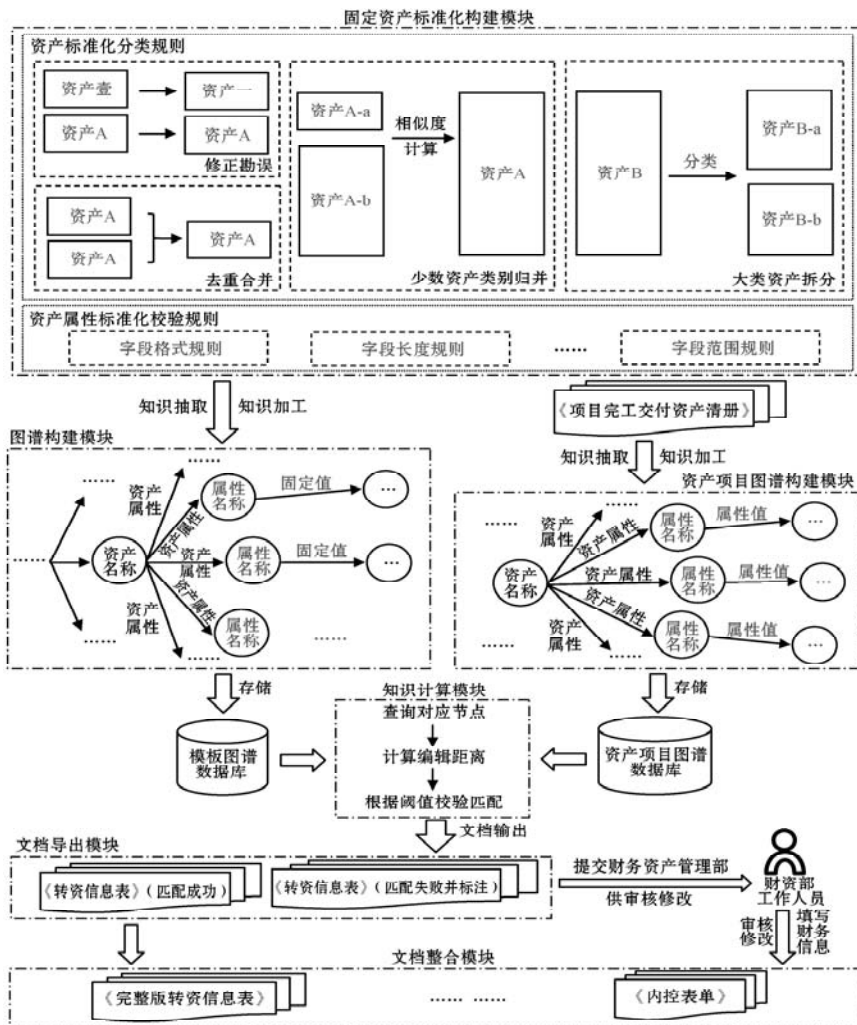 固定资产标准化构建模块
资产标准化分类规则
资产壹
资产一
资产A
资产A
修正勘误
资产A
资产A
资产A
去重合并
资产A-a
资产A-b
相似度
计算
资产A
少数资产类别归并
资产B
分类
资产B-a
资产B-b
大类资产拆分
资产属性标准化校验规则
字段格式规则
字段长度规则
……
字段范围规则
知识抽取
知识加工
《项目完工交付资产清册》
知识抽取
知识加工
图谱构建模块
……
……
……
资产
名称
资产
属性
……
资产属性
属性
名称
固定值
…
资产
属性
属性
名称
固定值
…
资产属性
属性
名称
……
资产
属性
……
资产项目图谱构建模块
……
……
……
资产
名称
资产
属性
……
资产属性
属性
名称
属性值
…
资产属性
属性
名称
属性值
…
资产属性
属性
名称
属性值
…
资产
属性
……
存储
存储
模板图谱
数据库
知识计算模块
查询对应节点
计算编辑距离
根据阈值校验匹配
资产项目图谱
数据库
文档输出
文档导出模块
《转资信息表》(匹配成功)
《转资信息表》(匹配失败并标注)
提交财务资产管理部
供审核修改
财资部
工作人员
审核
修改
填写
财务
信息
文档整合模块
《完整版转资信息表》
…… ……
《内控表单》